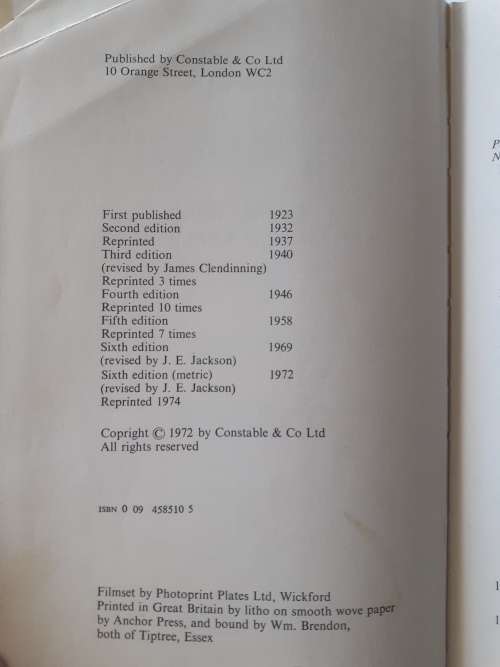 Published by Constable & Co Ltd
10 Orange Street, London WC2
First published 1923
Second edition 1932
Reprinted 1937
Third edition 1940
(revised by James Clendinning)
Reprinted 3 times
Fourth edition 1946
Reprinted 10 times
Fifth edition 1958
Reprinted 7 times
Sixth edition 1969
(revised by J. E. Jackson)
Sixth edition (metric) 1972
(revised by J. E. Jackson)
Reprinted 1974
Copright © 1972 by Constable & Co Ltd
All rights reserved
ISBN 0 09 458510 5
Filmset by Photoprint Plates Ltd, Wickford
Printed in Great Britain by litho on smooth wove paper
by Anchor Press, and bound by Wm. Brendon,
both of Tiptree, Essex